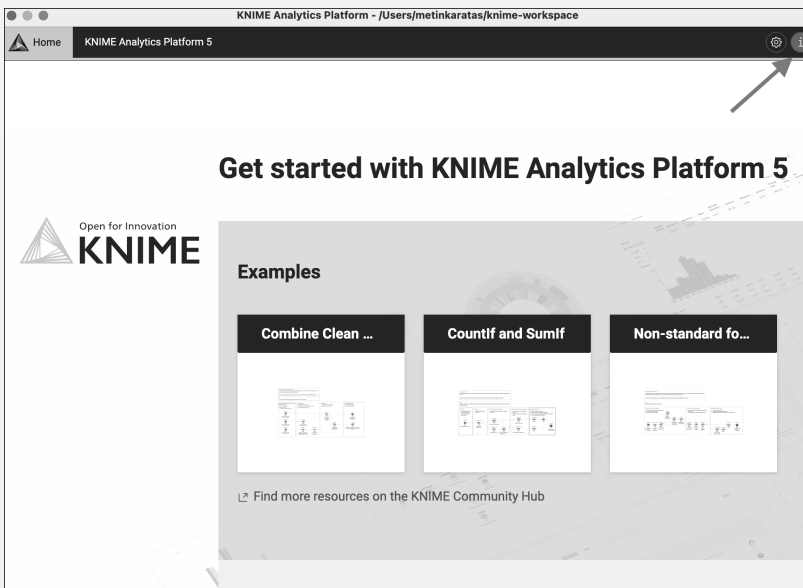 KNIME Analytics Platform - /Users/metinkaratas/knime-workspace
Home
KNIME Analytics Platform 5
i
Get started with KNIME Analytics Platform 5
Open for Innovation
KNIME
Examples
Combine Clean ...
CountIf and SumIf
Non-standard fo...
Find more resources on the KNIME Community Hub